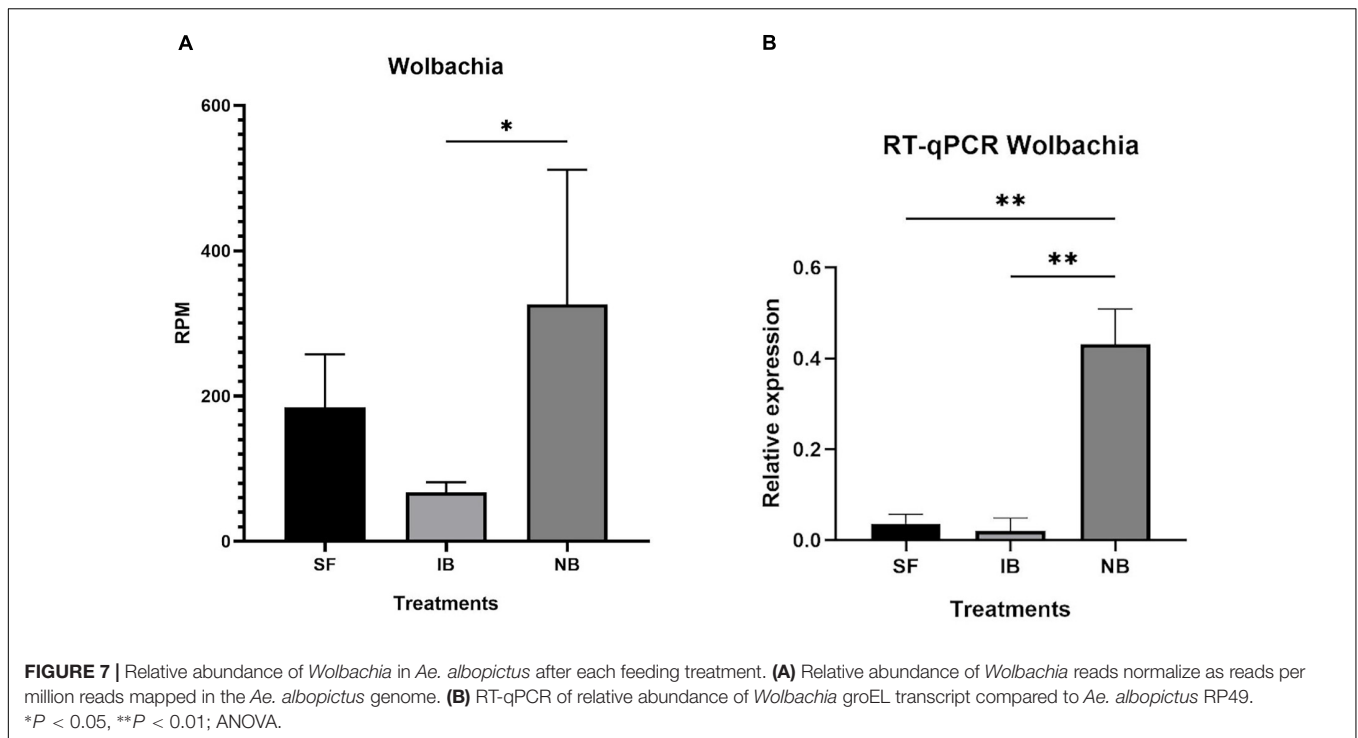 A
Wolbachia
600
400
200
0
RPM
*
SF IB NB
Treatments
B
RT-qPCR Wolbachia
**
**
0.6
0.4
0.2
0.0
Relative expression
SF IB NB
Treatments
FIGURE 7 | Relative abundance of Wolbachia in Ae. albopictus after each feeding treatment. (A) Relative abundance of Wolbachia reads normalize as reads per
million reads mapped in the Ae. albopictus genome. (B) RT-qPCR of relative abundance of Wolbachia groEL transcript compared to Ae. albopictus RP49.
*P < 0.05, **P < 0.01; ANOVA.